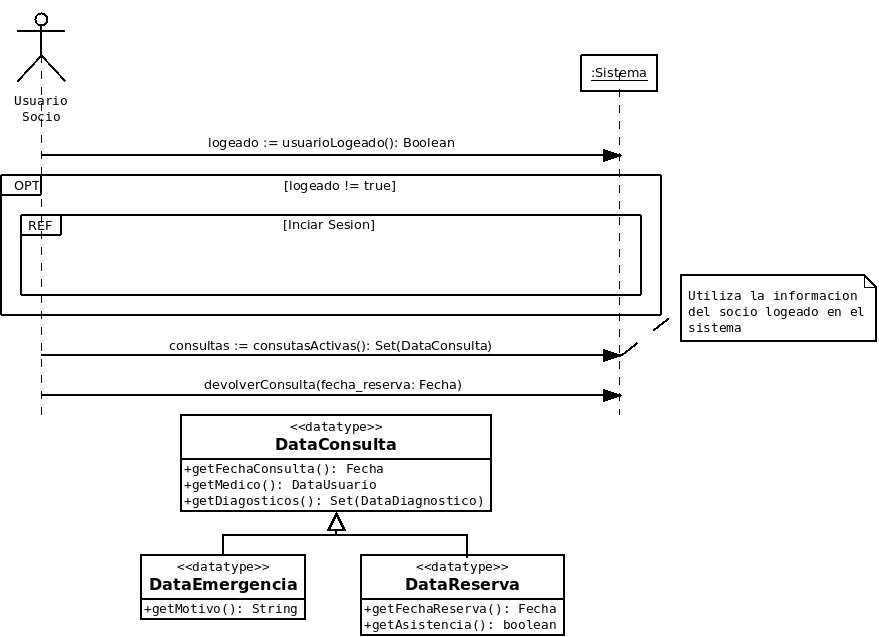 Usuario
Socio
:Sistema
logeado := usuarioLogeado(): Boolean
OPT
[logeado != true]
REF
[Inciar Sesion]
Utiliza la informacion
del socio logeado en el
sistema
consultas := consutasActivas(): Set(DataConsulta)
devolverConsulta(fecha_reserva: Fecha)
<<datatype>>
DataConsulta
+getFechaConsulta(): Fecha
+getMedico(): DataUsuario
+getDiagosticos(): Set(DataDiagnostico)
<<datatype>>
DataEmergencia
+getMotivo(): String
<<datatype>>
DataReserva
+getFechaReserva(): Fecha
+getAsistencia(): boolean